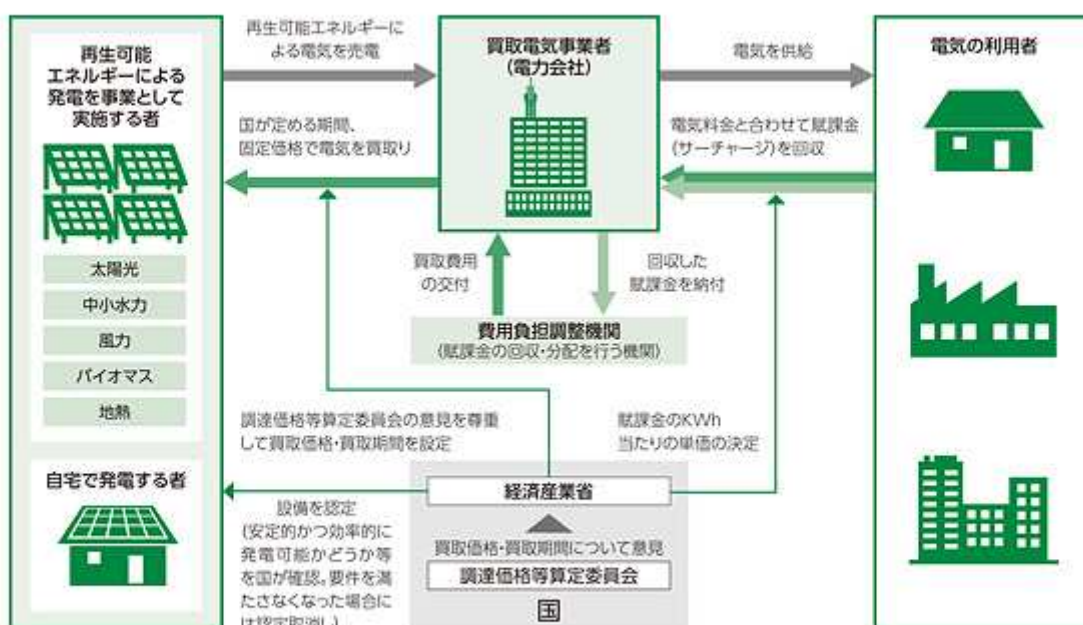 再生可能
エネルギーによる
発電を事業として
実施する者
太陽光
中小水力
風力
バイオマス
地熱
自宅で発電する者
再生可能エネルギーに
よる電気を売電
国が定める期間、
固定価格で電気を買取り
買取電気事業者
(電力会社)
電気を供給
電気料金と合わせて賦課金
(サーチャージ)を回収
電気の利用者
買取費用
の交付
回収した
賦課金を納付
費用負担調整機関
(賦課金の回収・分配を行う機関)
調達価格等算定委員会の意見を尊重
して買取価格・買取期間を設定
賦課金のKWh
当たりの単価の決定
設備を認定
(安定的かつ効率的に
発電可能かどうか等
を国が確認。要件を満
たさなくなった場合に
は認定取消し)
経済産業省
買取価格・買取期間について意見
調達価格等算定委員会
国